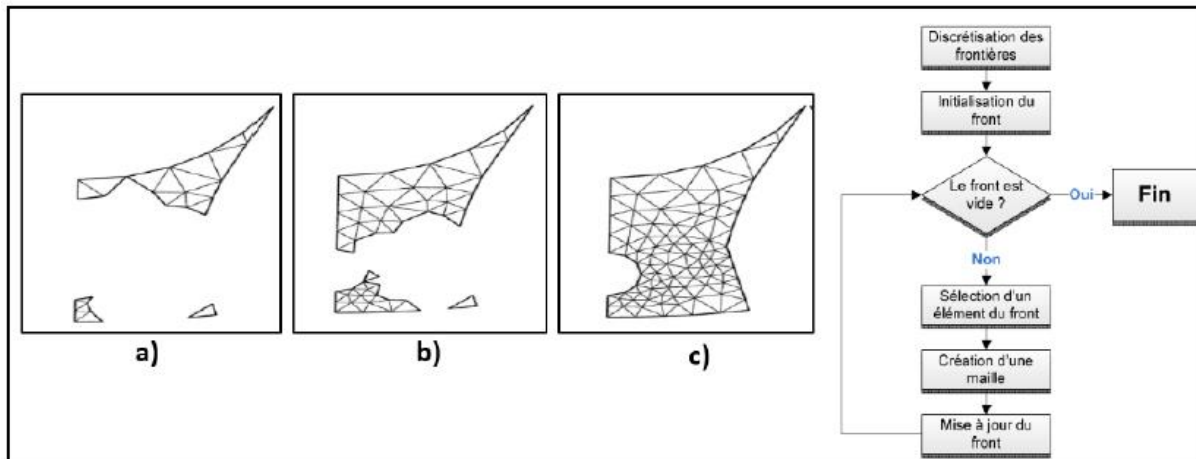 a)
b)
c)
Discrétisation des
frontières
Initialisation du
front
Le front est
vide ?
Oui
Fin
Non
Sélection d'un
élément du front
Création d'une
maille
Mise à jour du
front